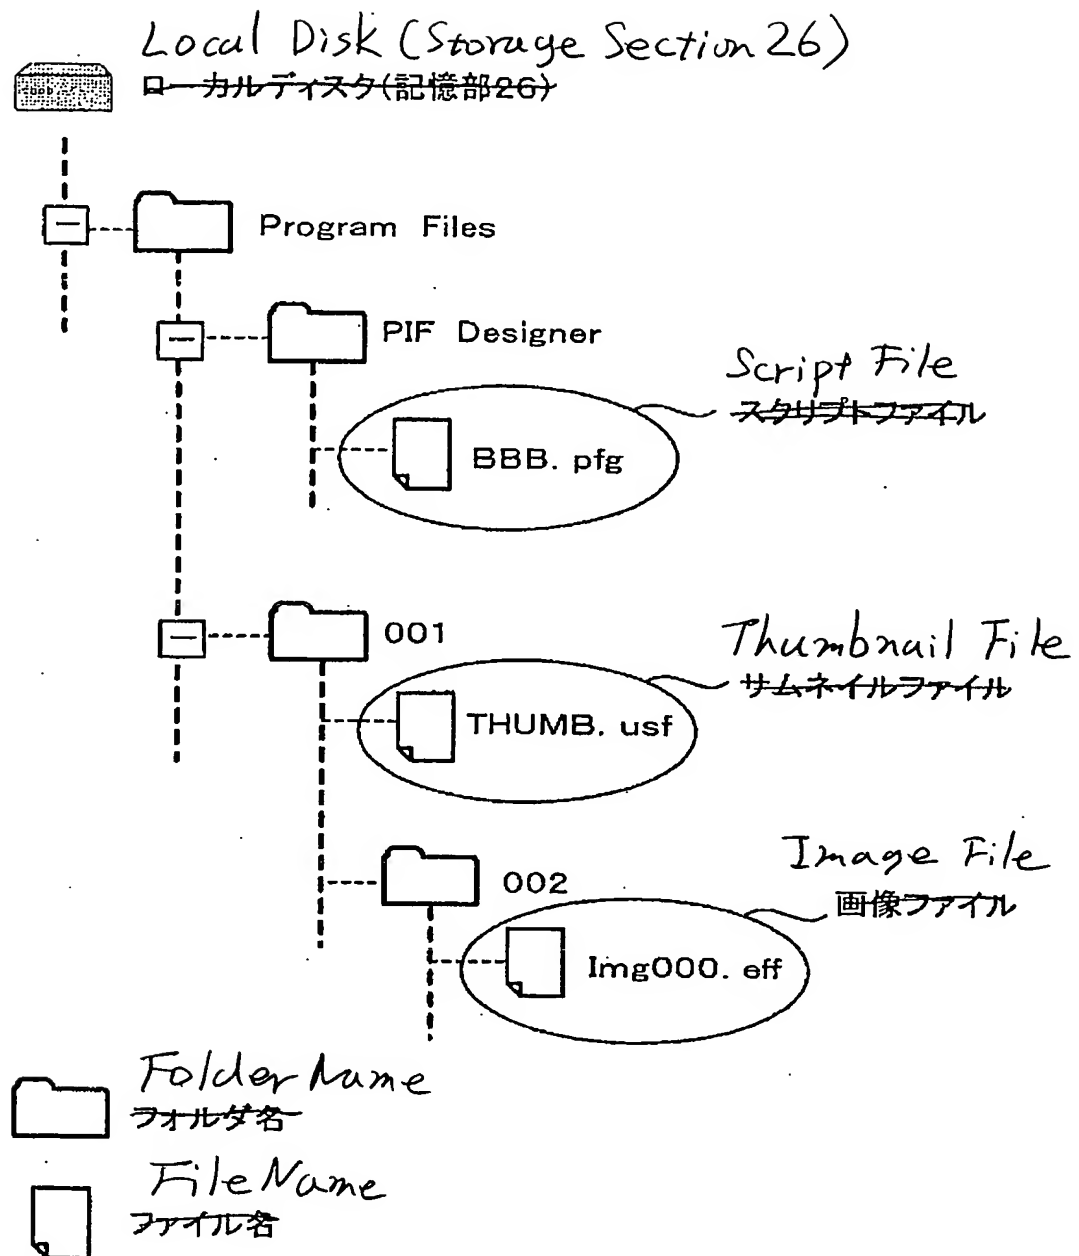 Local Disk (Storage Section 26)
ローカルディスク(記憶部26)
Program Files
PIF Designer
Script File
スクリプトファイル
BBB. pfg
001
Thumbnail File
サムネイルファイル
THUMB. usf
Image File
002
画像ファイル
Img000. eff
Folder Name
フォルダ名
File Name
ファイル名